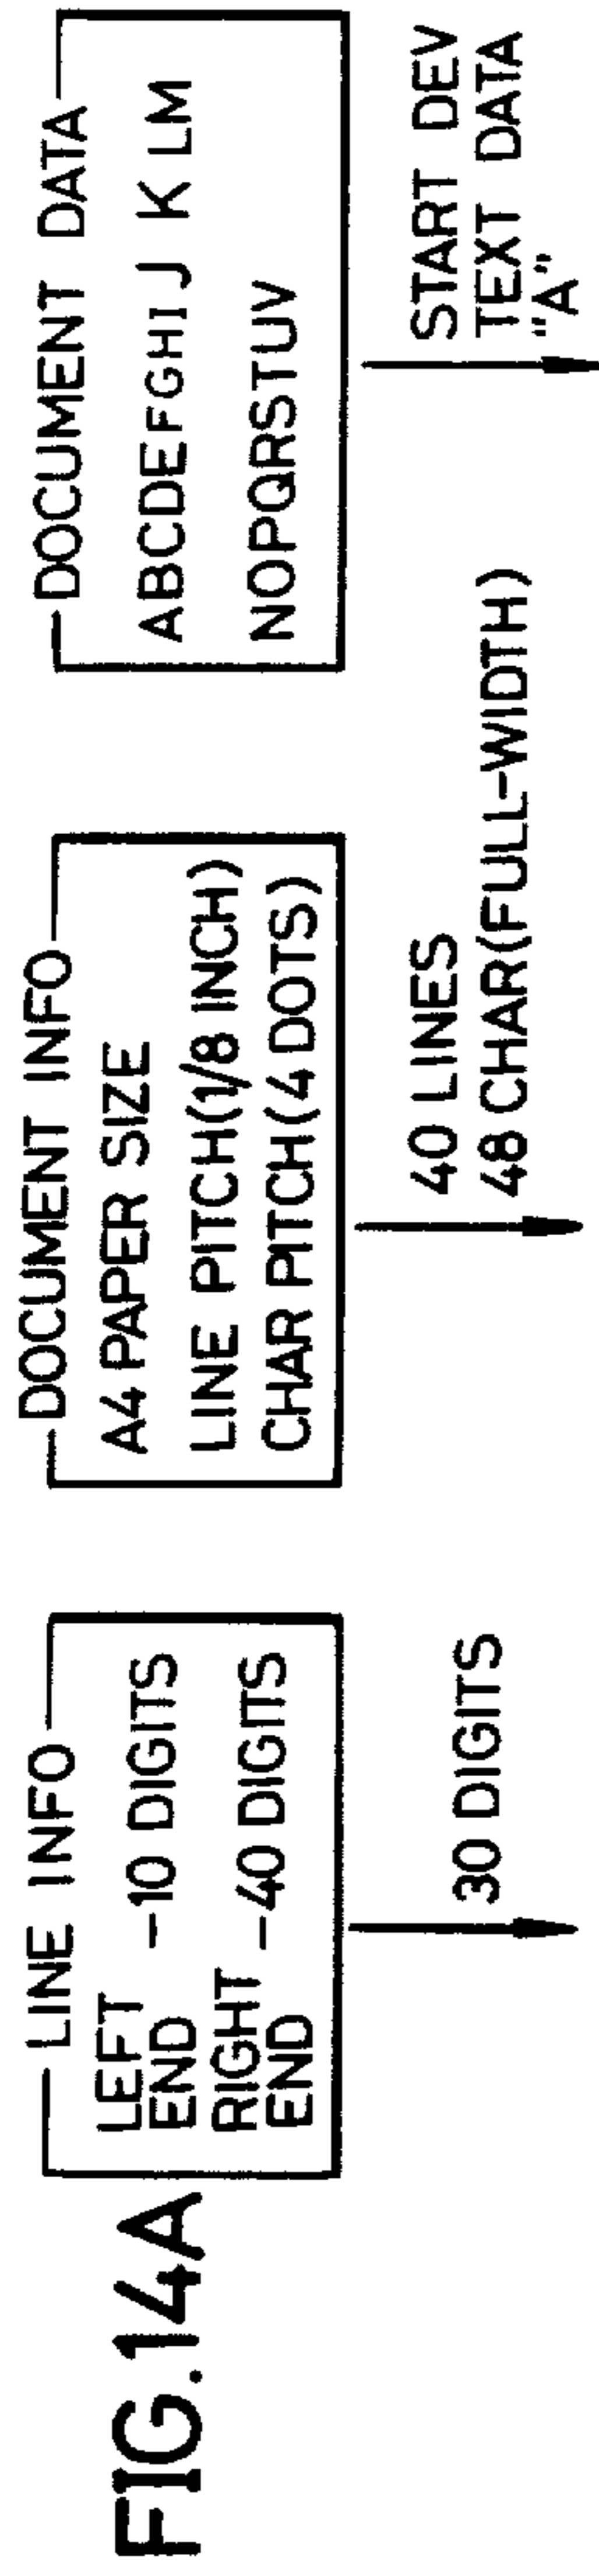 FIG.14A
LINE INFO
LEFT
END -10 DIGITS
RIGHT
END -40 DIGITS
30 DIGITS
DOCUMENT INFO
A4 PAPER SIZE
LINE PITCH(1/8 INCH)
CHAR PITCH(4 DOTS)
40 LINES
48 CHAR(FULL-WIDTH)
DOCUMENT DATA
ABCDEFGHI J K LM
NOPQRSTUV
START DEV
TEXT DATA
"A"